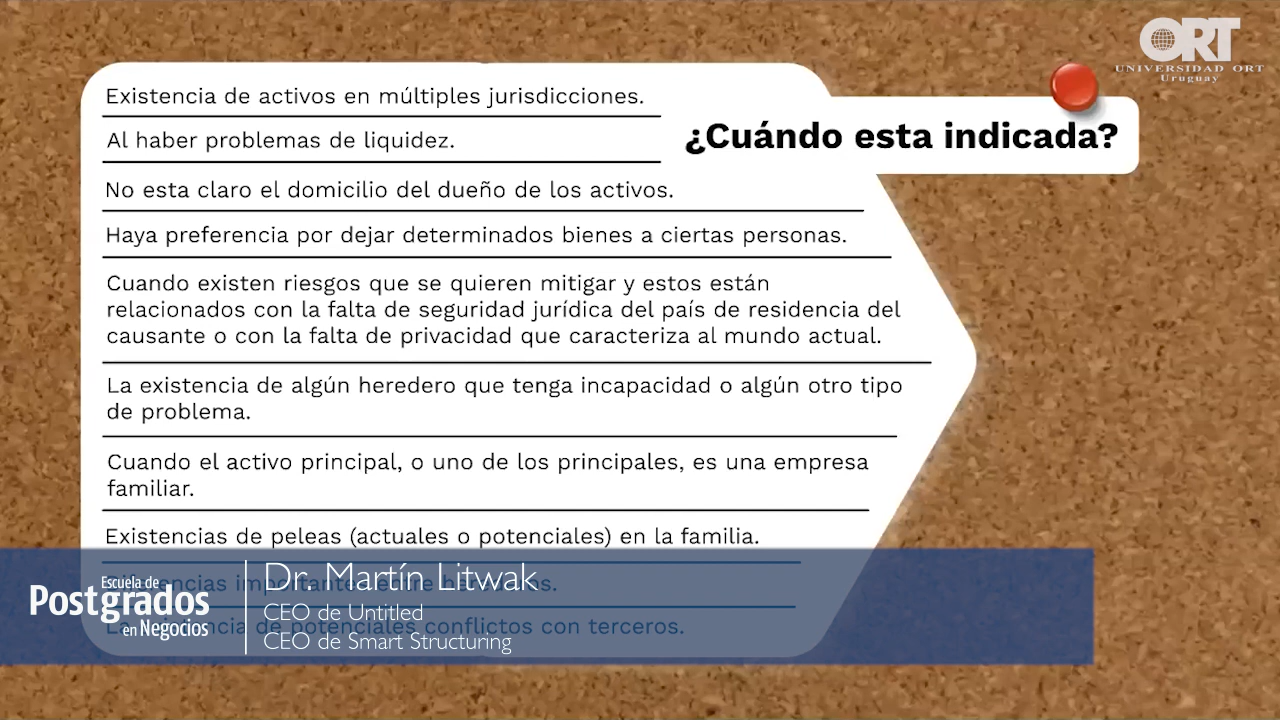 ORT
UNIVERSIDAD ORT
Uruguay
¿Cuándo esta indicada?
Existencia de activos en múltiples jurisdicciones.
Al haber problemas de liquidez.
No esta claro el domicilio del dueño de los activos.
Haya preferencia por dejar determinados bienes a ciertas personas.
Cuando existen riesgos que se quieren mitigar y estos están
relacionados con la falta de seguridad jurídica del país de residencia del
causante o con la falta de privacidad que caracteriza al mundo actual.
La existencia de algún heredero que tenga incapacidad o algún otro tipo
de problema.
Cuando el activo principal, o uno de los principales, es una empresa
familiar.
Existencias de peleas (actuales o potenciales) en la familia.
de potenciales conflictos con terceros.
Escuela de
Postgrados
en Negocios
Dr. Martín Litwak
CEO de Untitled
CEO de Smart Structuring